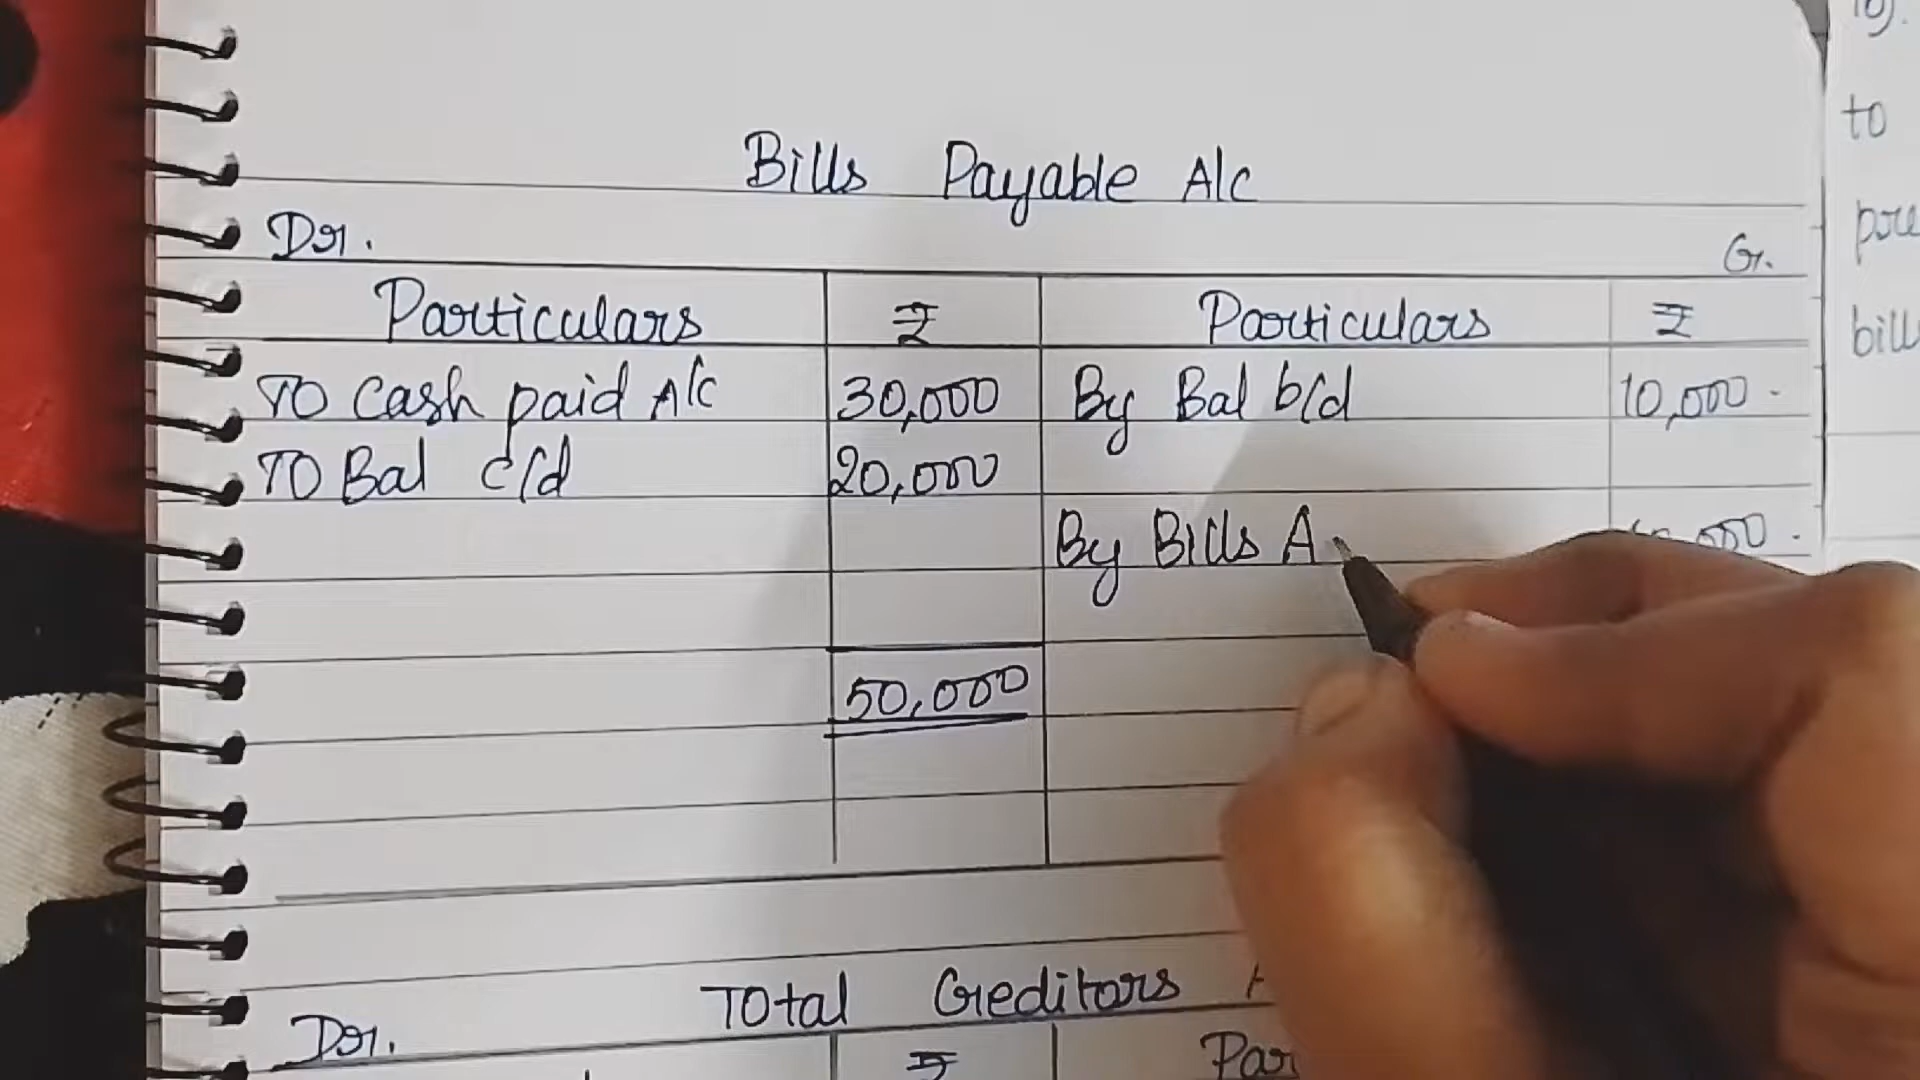 Bills Payable A/c
Dr. Cr.
Particulars ₹ Particulars ₹
TO Cash paid A/c 30,000 By Bal b/d 10,000
TO Bal c/d 20,000
By Bills A
50,000
Total Creditors
Dr.
₹ Par
to
bill